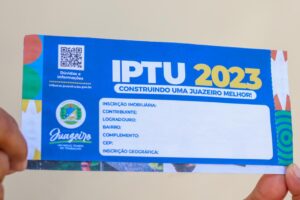 Dúvidas e
informações
IPTU 2023
CONSTRUINDO UMA JUAZEIRO MELHOR!
INSCRIÇÃO IMOBILIÁRIA:
CONTRIBUINTE:
LOGRADOURO:
BAIRRO:
COMPLEMENTO:
CEP:
INSCRIÇÃO GEOGRÁFICA:
Juazeiro